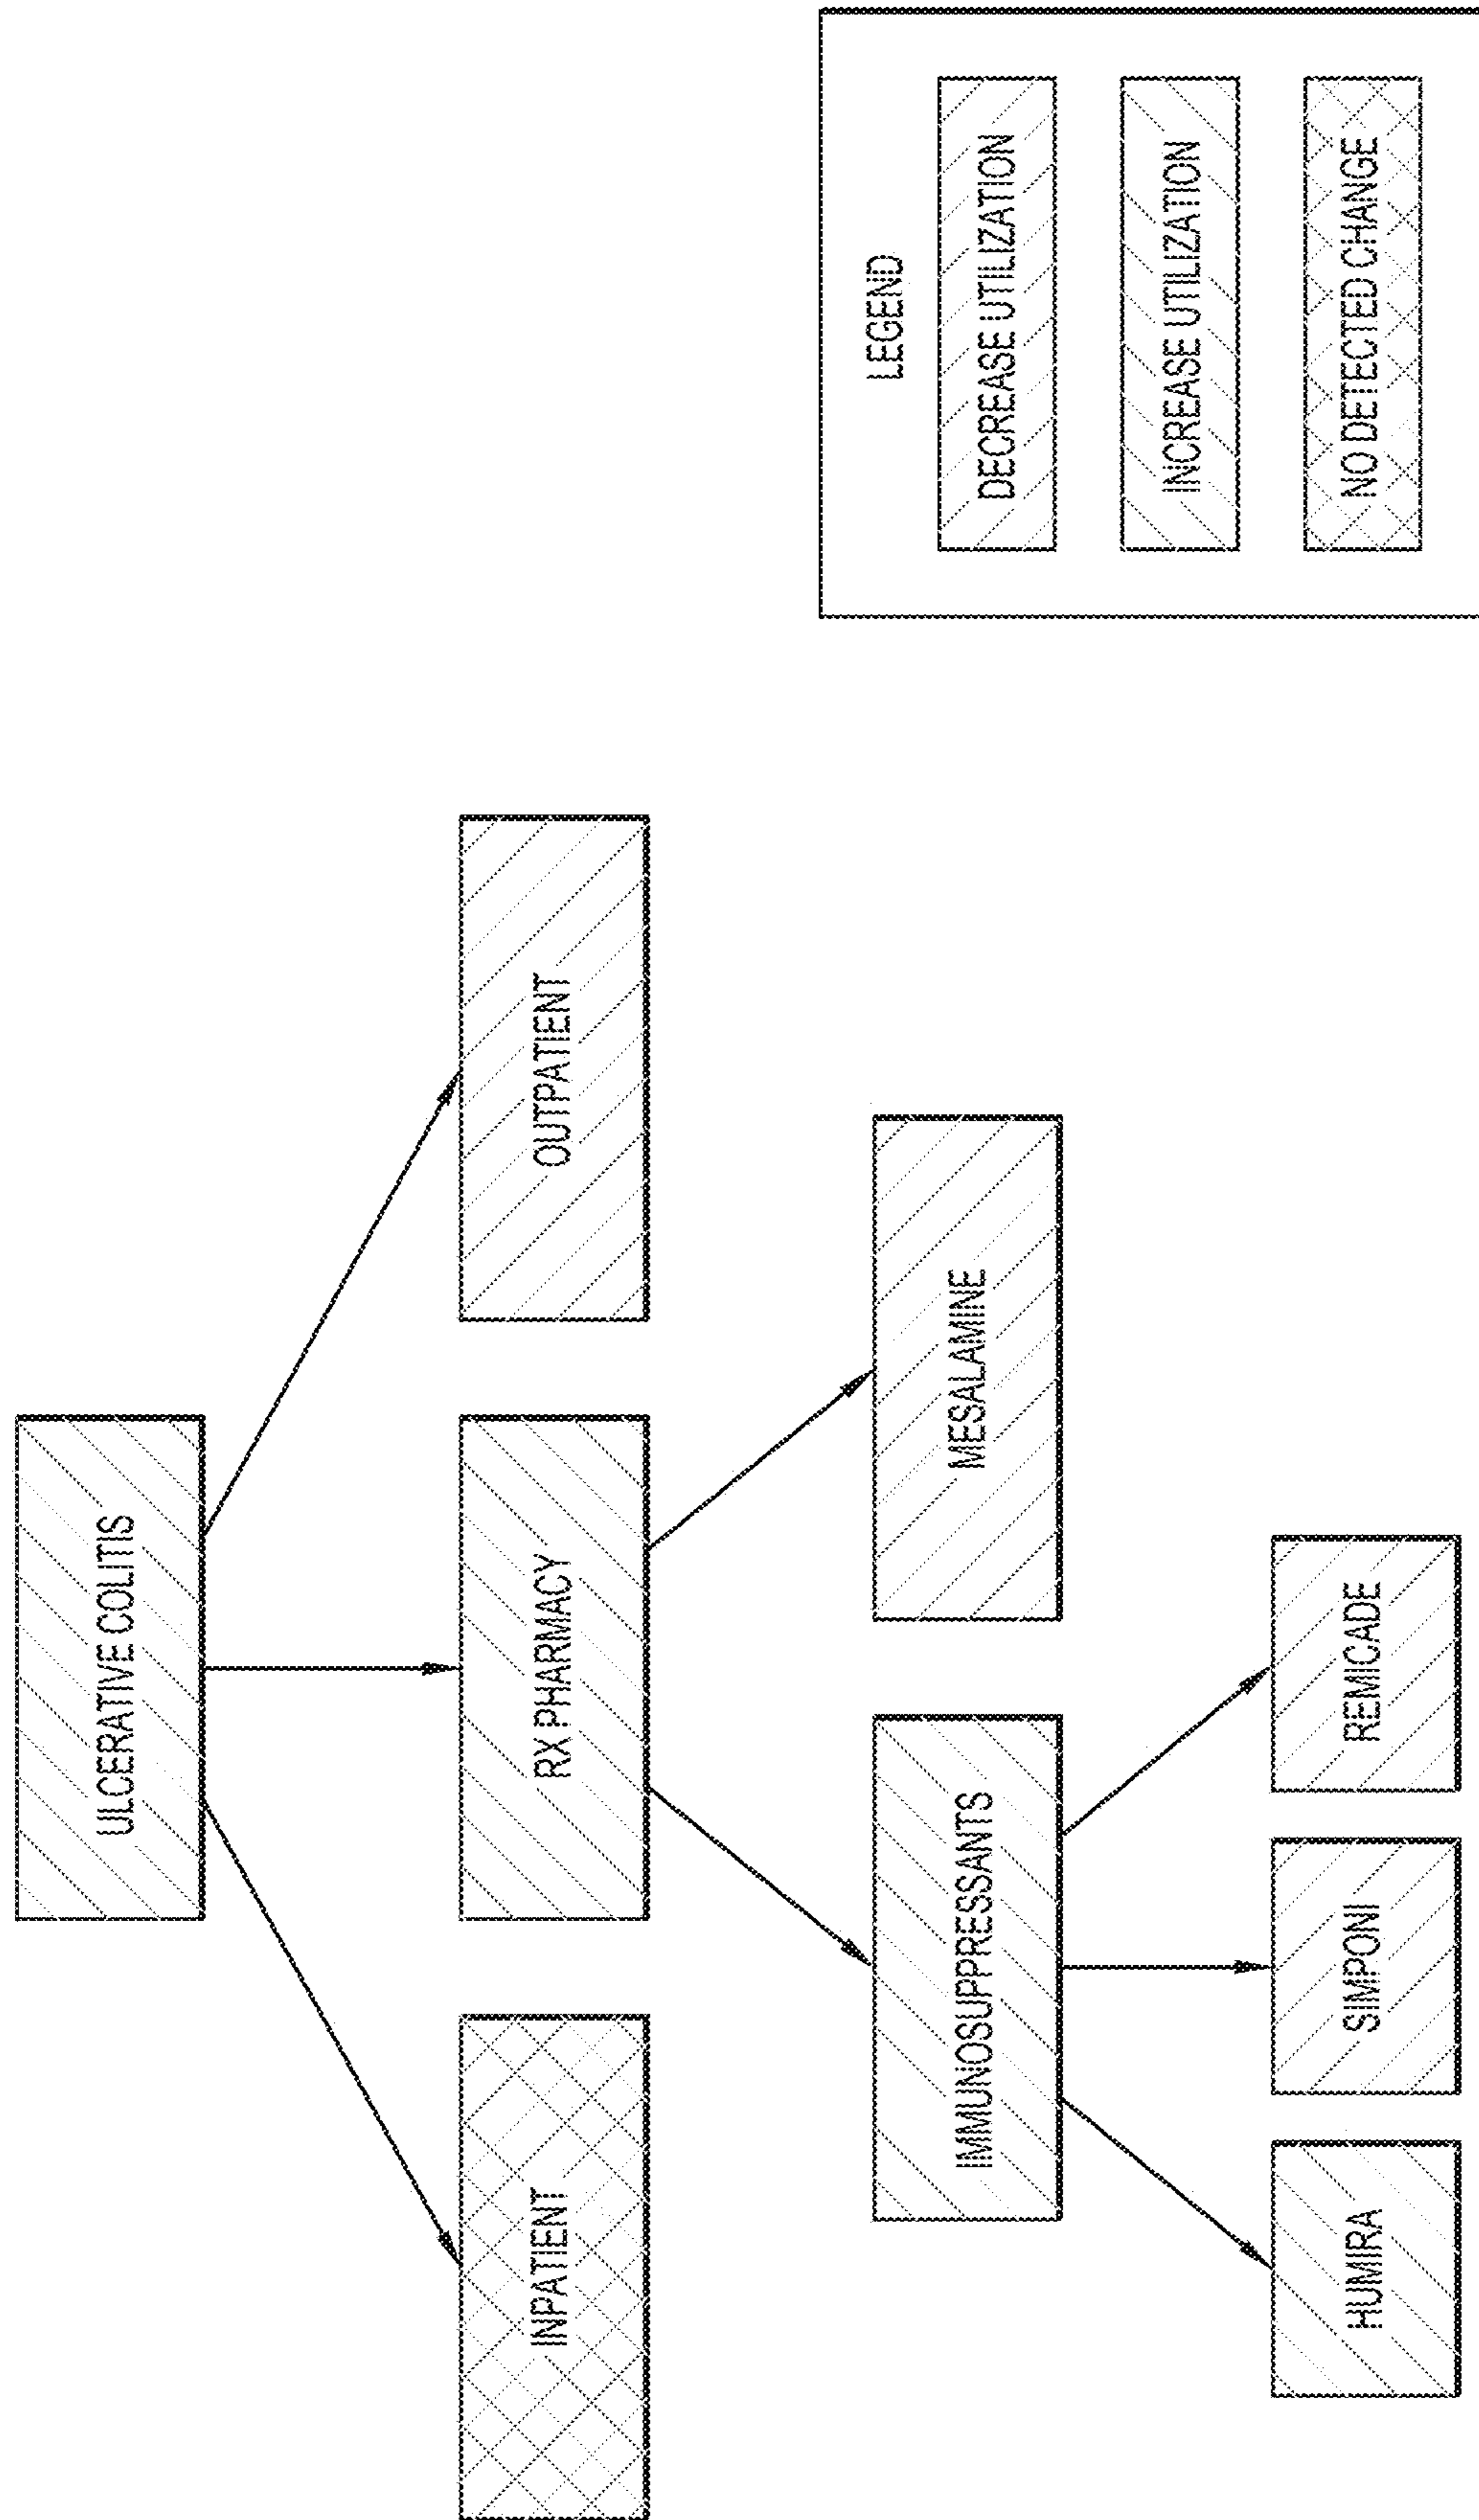 ULCERATIVE COLITIS
INPATIENT
RX PHARMACY
OUTPATIENT
IMMUNOSUPPRESSANTS
MESALAMINE
HUMIRA
SIMPONI
REMICADE
LEGEND
DECREASE UTILIZATION
INCREASE UTILIZATION
NO DETECTED CHANGE